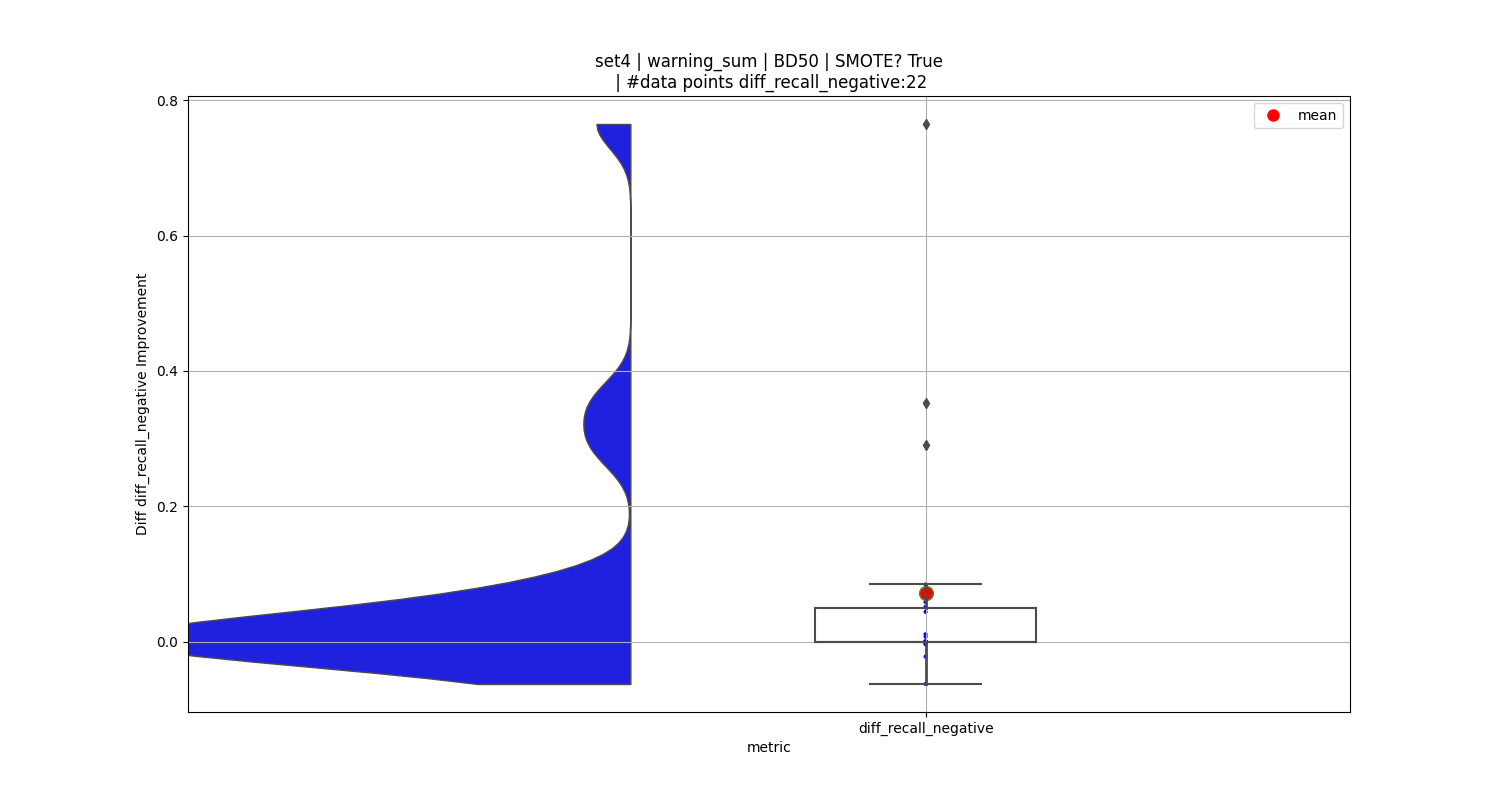 set4 | warning_sum | BD50 | SMOTE? True
| #data points diff_recall_negative:22
mean
0.8
0.6
0.4
0.2
0.0
Diff diff_recall_negative Improvement
diff_recall_negative
metric